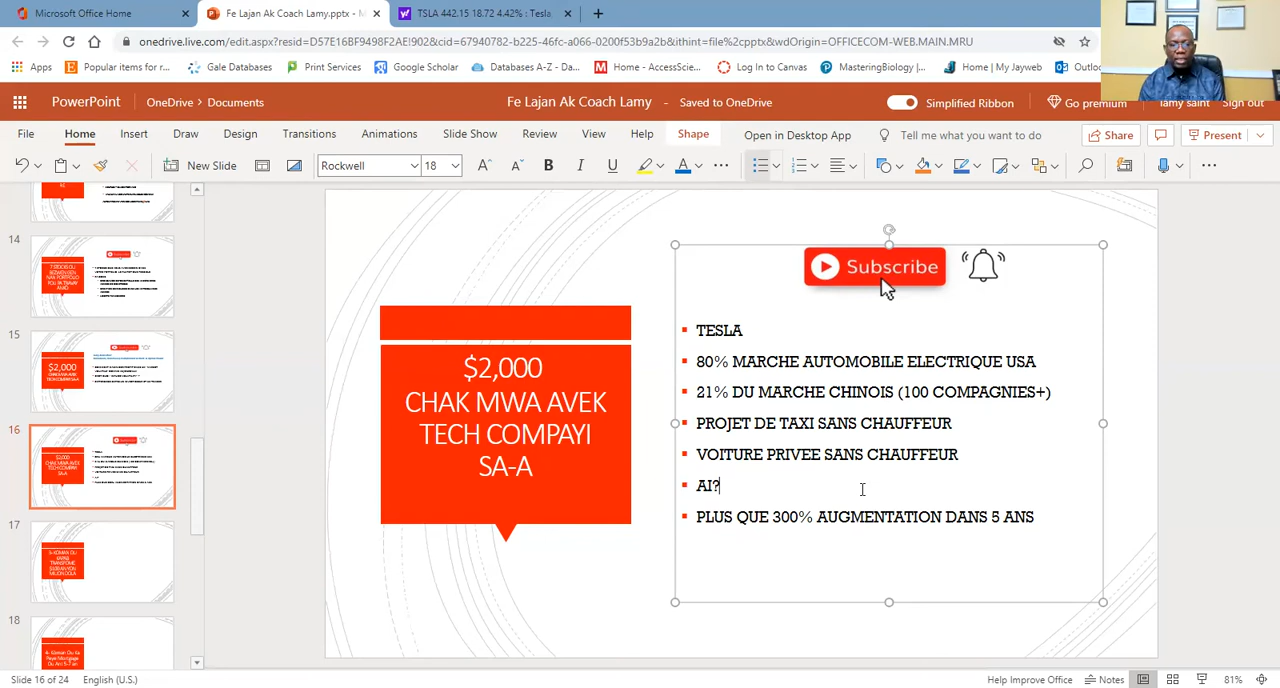 Microsoft Office Home
Fe Lajan Ak Coach Lamy.pptx - M
TSLA 442.15 18.72 4.42% : Tesla,
onedrive.live.com/edit.aspx?resid=D57E16BF9498F2AE!902&cid=67940782-b225-46fc-a066-0200f53b9a2b&ithint=file%2cpptx&wdOrigin=OFFICECOM-WEB.MAIN.MRU
Apps
Popular items for r...
Gale Databases
Print Services
Google Scholar
Databases A-Z - Da...
Home - AccessScie...
Log In to Canvas
MasteringBiology |...
Home | My Jayweb
Outlo
PowerPoint
OneDrive > Documents
Fe Lajan Ak Coach Lamy - Saved to OneDrive
Simplified Ribbon
Go premium
lamy saint
Sign out
File
Home
Insert
Draw
Design
Transitions
Animations
Slide Show
Review
View
Help
Shape
Open in Desktop App
Tell me what you want to do
Share
Present
New Slide
Rockwell
18
B
I
U
A
14
15
16
17
18
$2,000
CHAK MWA AVEK
TECH COMPAYI
SA-A
Subscribe
TESLA
80% MARCHE AUTOMOBILE ELECTRIQUE USA
21% DU MARCHE CHINOIS (100 COMPAGNIES+)
PROJET DE TAXI SANS CHAUFFEUR
VOITURE PRIVEE SANS CHAUFFEUR
AI?
PLUS QUE 300% AUGMENTATION DANS 5 ANS
Slide 16 of 24
English (U.S.)
Help Improve Office
Notes
81%